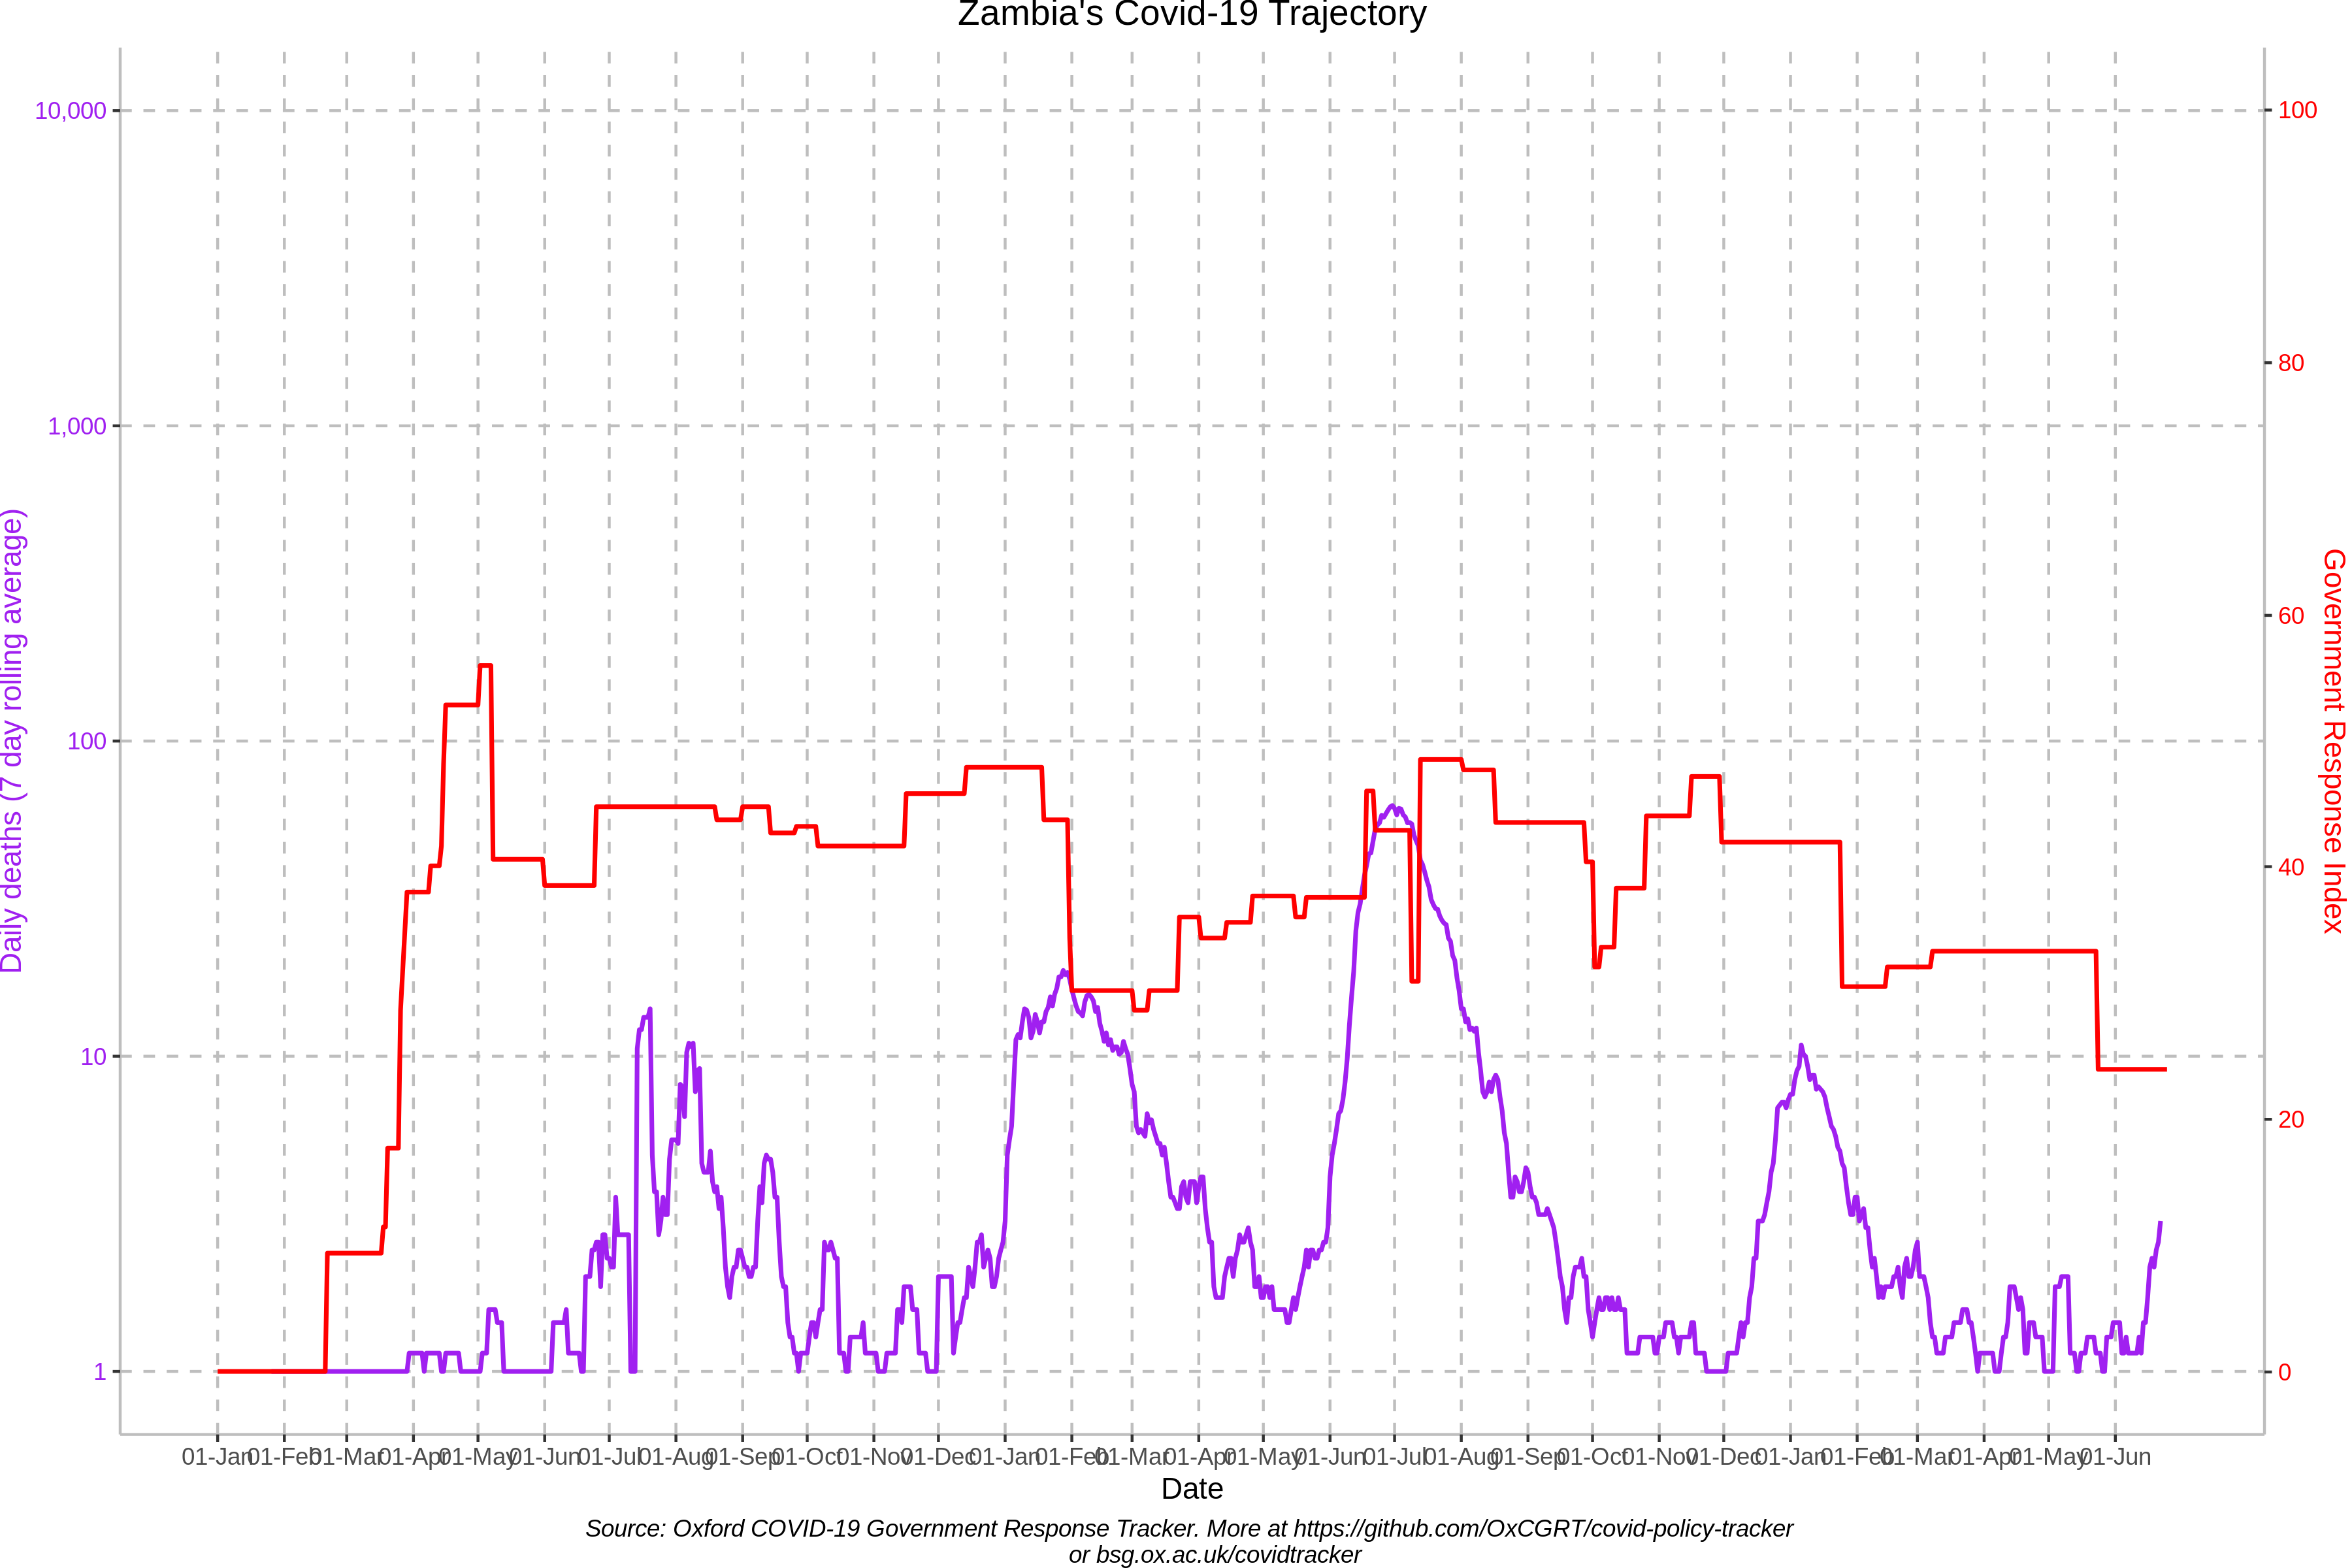 Zambia's Covid-19 Trajectory
10,000
1,000
100
10
1
Daily deaths (7 day rolling average)
100
80
60
40
20
0
Government Response Index
01-Jan 01-Feb 01-Mar 01-Apr 01-May 01-Jun 01-Jul 01-Aug 01-Sep 01-Oct 01-Nov 01-Dec 01-Jan 01-Feb 01-Mar 01-Apr 01-May 01-Jun 01-Jul 01-Aug 01-Sep 01-Oct 01-Nov 01-Dec 01-Jan 01-Feb 01-Mar 01-Apr 01-May 01-Jun
Date
Source: Oxford COVID-19 Government Response Tracker. More at https://github.com/OxCGRT/covid-policy-tracker
or bsg.ox.ac.uk/covidtracker